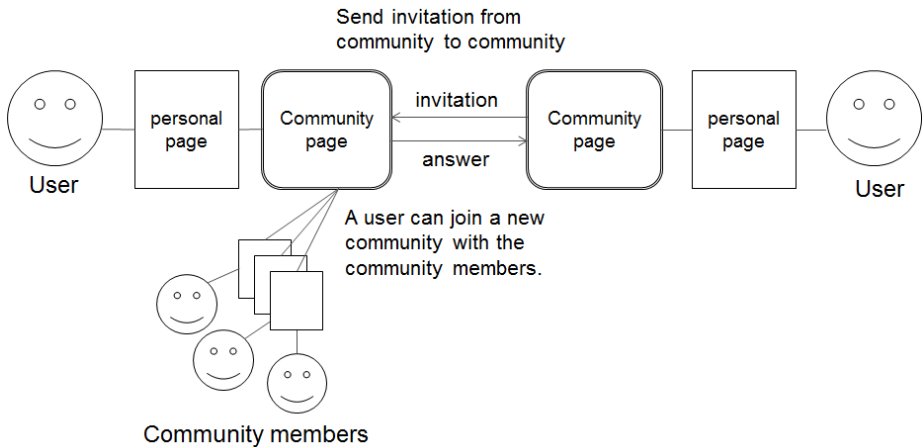 Send invitation from
community to community
personal
page
Community
page
invitation
answer
Community
page
personal
page
User
User
A user can join a new
community with the
community members.
Community members